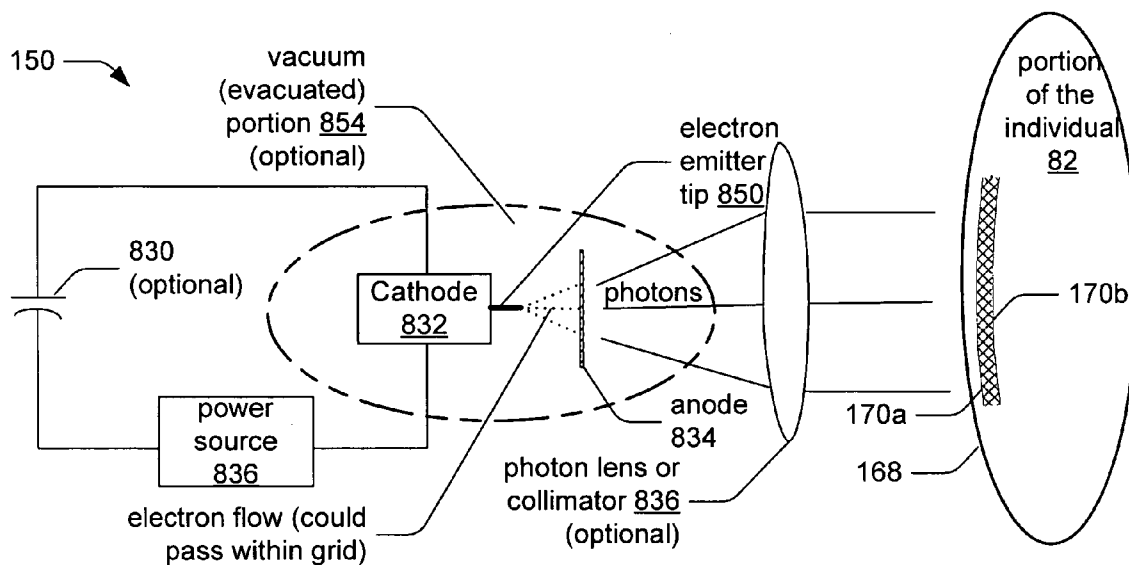 150
vacuum
(evacuated)
portion 854
(optional)
electron
emitter
tip 850
portion
of the
individual
82
830
(optional)
Cathode
832
photons
170b
power
source
836
anode
834
170a
168
photon lens or
collimator 836
(optional)
electron flow (could
pass within grid)